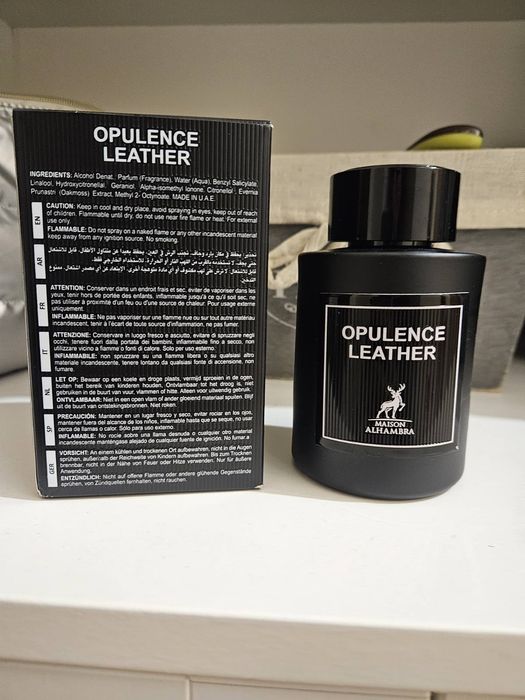 OPULENCE
LEATHER
INGREDIENTS: Alcohol Denat., Parfum (Fragrance), Water (Aqua), Benzyl Salicylate,
Linalool, Hydroxycitronellal, Geraniol, Alpha-isomethyl Ionone, Citronellol, Evernia
Prunastri (Oakmoss) Extract, Methyl 2- Octynoate. MADE IN U.A.E
EN
CAUTION: Keep in cool and dry place, avoid spraying in eyes, keep out of reach
of children. Flammable until dry, do not use near fire flame or heat. For external
use only.
FLAMMABLE: Do not spray on a naked flame or any other incandescent material
keep away from any ignition source. No smoking.
AR
FR
ATTENTION: Conserver dans un endroit frais et sec, éviter de vaporiser dans les
yeux, tenir hors de portée des enfants, inflammable jusqu'à ce qu'il soit sec, ne
pas utiliser à proximité d'un feu ou d'une source de chaleur. Pour usage externe
uniquement.
INFLAMMABLE: Ne pas vaporiser sur une flamme nue ou sur tout autre matériau
incandescent, tenir à l'écart de toute source d'inflammation, ne pas fumer.
IT
ATTENZIONE: Conservare in luogo fresco e asciutto, evitare di spruzzare negli
occhi, tenere fuori dalla portata dei bambini, infiammabile fino a secco, non
utilizzare vicino a fiamme o fonti di calore. Solo per uso esterno.
INFIAMMABILE: non spruzzare su una fiamma libera o su qualsiasi altro
materiale incandescente, tenere lontano da qualsiasi fonte di accensione, non
fumare.
NL
LET OP: Bewaar op een koele en droge plaats, vermijd sproeien in de ogen,
buiten het bereik van kinderen houden. Ontvlambaar tot het droog is, niet
gebruiken in de buurt van vuur, vlammen of hitte. Alleen voor uitwendig gebruik.
ONTVLAMBAAR: Niet in een open vlam of ander gloeiend materiaal spuiten. Blijf
uit de buurt van ontstekingsbronnen. Niet roken.
SP
PRECAUCIÓN: Mantener en un lugar fresco y seco, evitar rociar en los ojos,
mantener fuera del alcance de los niños, inflamable hasta que se seque, no usar
cerca de llamas o calor. Sólo para uso externo.
INFLAMABLE: No rocíe sobre una llama desnuda o cualquier otro material
incandescente manténgase alejado de cualquier fuente de ignición. No fumar
GER
VORSICHT: An einem kühlen und trockenen Ort aufbewahren, nicht in die Augen
sprühen, außerhalb der Reichweite von Kindern aufbewahren. Bis zum Trocknen
brennbar, nicht in der Nähe von Feuer oder Hitze verwenden. Nur für äußere
Anwendung.
ENTZÜNDLICH: Nicht auf offene Flamme oder andere glühende Gegenstände
sprühen, von Zündquellen fernhalten, nicht rauchen.
OPULENCE
LEATHER
MAISON
ALHAMBRA